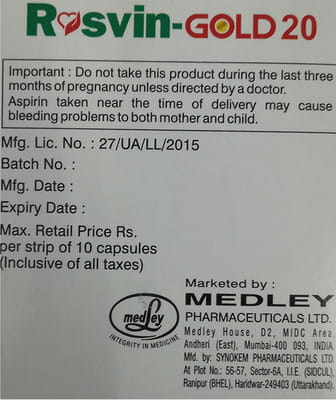 Rosvin-GOLD 20
Important : Do not take this product during the last three
months of pregnancy unless directed by a doctor.
Aspirin taken near the time of delivery may cause
bleeding problems to both mother and child.
Mfg. Lic. No. : 27/UA/LL/2015
Batch No. :
Mfg. Date :
Expiry Date :
Max. Retail Price Rs.
per strip of 10 capsules
(Inclusive of all taxes)
medley
INTEGRITY IN MEDICINE
Marketed by :
MEDLEY
PHARMACEUTICALS LTD.
Medley House, D2, MIDC Area,
Andheri (East), Mumbai-400 093, INDIA.
Mfd. by: SYNOKEM PHARMACEUTICALS LTD.
At Plot No.: 56-57, Sector-6A, I.I.E. (SIDCUL),
Ranipur (BHEL), Haridwar-249403 (Uttarakhand).